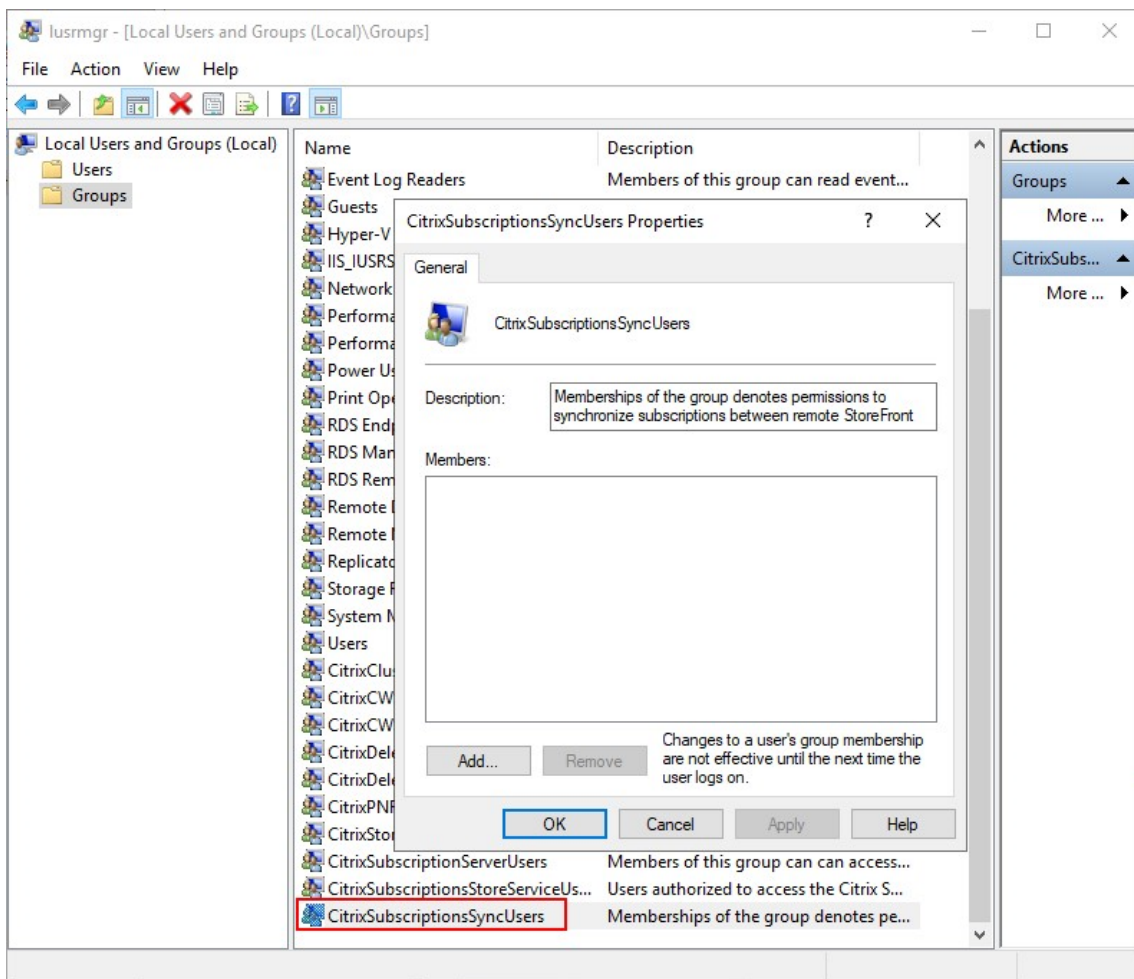 lusrmgr - [Local Users and Groups (Local)\Groups]
File Action View Help
Local Users and Groups (Local)
Users
Groups
Name Description
Event Log Readers Members of this group can read event...
Guests
Hyper-V
IIS_IUSRS
Network
Performa
Performa
Power Us
Print Ope
RDS Endp
RDS Man
RDS Rem
Remote
Remote
Replicato
Storage
System
Users
CitrixClu
CitrixCW
CitrixCW
CitrixDele
CitrixDele
CitrixPN
CitrixStor
CitrixSubscriptionServerUsers Members of this group can can access...
CitrixSubscriptionsStoreServiceUs... Users authorized to access the Citrix S...
CitrixSubscriptionsSyncUsers Memberships of the group denotes pe...
CitrixSubscriptionsSyncUsers Properties ?
General
CitrixSubscriptionsSyncUsers
Description: Memberships of the group denotes permissions to
synchronize subscriptions between remote StoreFront
Members:
Add... Remove
Changes to a user's group membership
are not effective until the next time the
user logs on.
OK Cancel Apply Help
Actions
Groups
More ...
CitrixSubs...
More ...